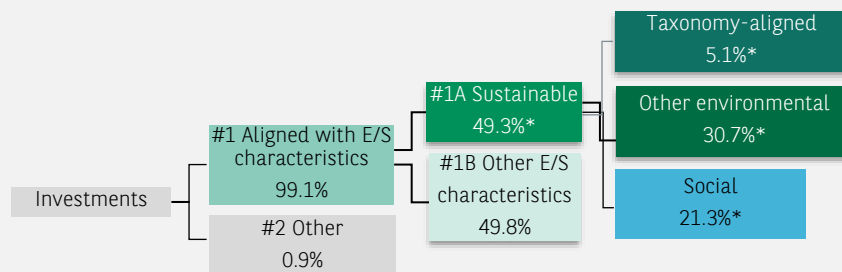 Investments
#1 Aligned with E/S
characteristics
99.1%
#2 Other
0.9%
#1A Sustainable
49.3%*
#1B Other E/S
characteristics
49.8%
Taxonomy-aligned
5.1%*
Other environmental
30.7%*
Social
21.3%*